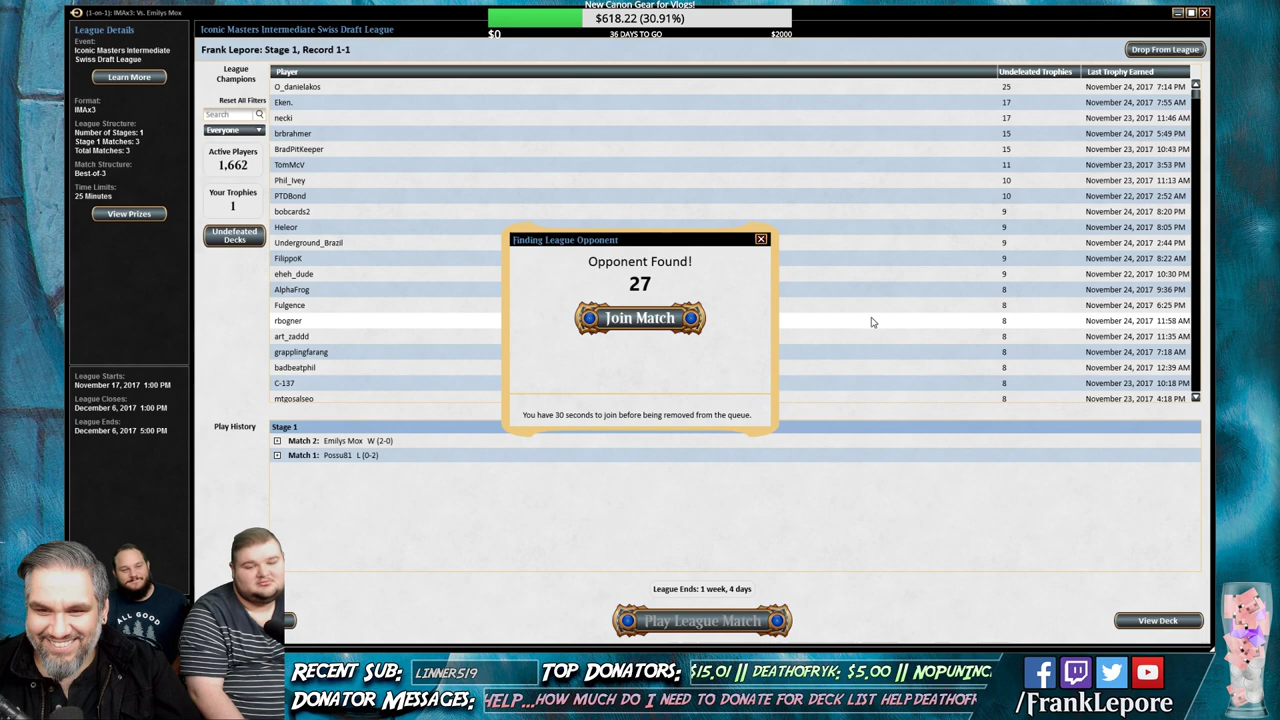 New Canon Gear for Vlogs!
$618.22 (30.91%)
$0 36 DAYS TO GO $2000
(1-on-1): IMAx3: Vs. Emilys Mox
League Details
Event:
Iconic Masters Intermediate
Swiss Draft League
Learn More
Format:
IMAx3
League Structure:
Number of Stages: 1
Stage 1 Matches: 3
Total Matches: 3
Match Structure:
Best-of-3
Time Limits:
25 Minutes
View Prizes
League Starts:
November 17, 2017 1:00 PM
League Closes:
December 6, 2017 1:00 PM
League Ends:
December 6, 2017 5:00 PM
Iconic Masters Intermediate Swiss Draft League
Frank Lepore: Stage 1, Record 1-1
Drop From League
League
Champions
Reset All Filters
Search
Everyone
Active Players
1,662
Your Trophies
1
Undefeated
Decks
Player Undefeated Trophies Last Trophy Earned
O_danielakos 25 November 24, 2017 7:14 PM
Eken. 17 November 24, 2017 7:55 AM
necki 17 November 23, 2017 11:46 AM
brbrahmer 15 November 24, 2017 5:49 PM
BradPitKeeper 15 November 23, 2017 10:43 PM
TomMcV 11 November 23, 2017 3:53 PM
Phil_Ivey 10 November 23, 2017 11:13 AM
PTDBond 10 November 22, 2017 2:52 AM
bobcards2 9 November 24, 2017 8:20 PM
Heleor 9 November 24, 2017 8:05 PM
Underground_Brazil 9 November 24, 2017 2:44 PM
FilippoK 9 November 24, 2017 8:22 AM
eheh_dude 9 November 22, 2017 10:30 PM
AlphaFrog 8 November 24, 2017 9:36 PM
Fulgence 8 November 24, 2017 6:25 PM
rbogner 8 November 24, 2017 11:58 AM
art_zaddd 8 November 24, 2017 11:35 AM
grapplingfarang 8 November 24, 2017 7:18 AM
badbeatphil 8 November 24, 2017 12:39 AM
C-137 8 November 23, 2017 10:18 PM
mtgosalseo 8 November 23, 2017 4:18 PM
Finding League Opponent
Opponent Found!
27
Join Match
You have 30 seconds to join before being removed from the queue.
Play History
Stage 1
Match 2: Emilys Mox W (2-0)
Match 1: Possu81 L (0-2)
League Ends: 1 week, 4 days
Play League Match
View Deck
ALL GOOD
RECENT SUB: LINNER519 TOP DONATORS: $15.01 || DEATHOFRYK: $5.00 || NOPUNINC
DONATOR MESSAGES: HELP...HOW MUCH DO I NEED TO DONATE FOR DECK LIST HELP DEATHOFR
/FrankLepore